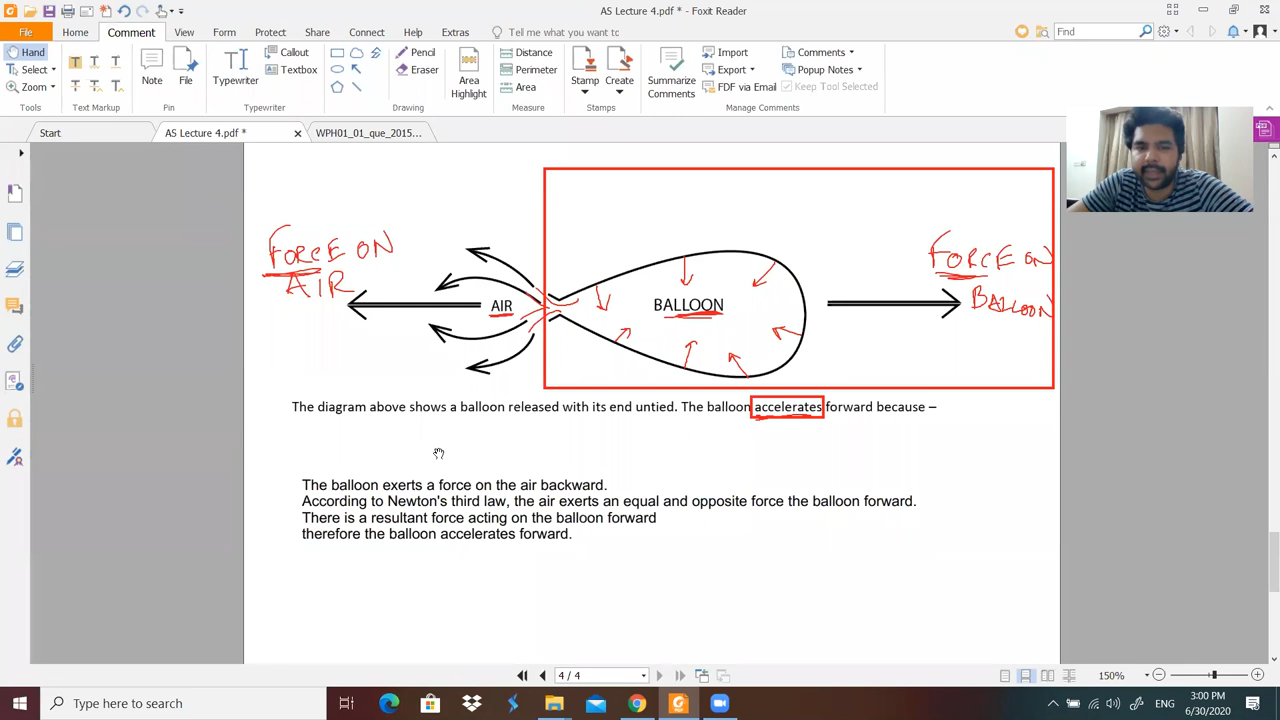 AS Lecture 4.pdf * - Foxit Reader
File Home Comment View Form Protect Share Connect Help Extras Tell me what you want to do Find
Hand
Select
Zoom
Tools
Text Markup
Note
File
Pin
Typewriter
Callout
Textbox
Typewriter
Pencil
Eraser
Drawing
Area
Highlight
Distance
Perimeter
Area
Measure
Stamp Create
Stamps
Summarize
Comments
Import
Export
FDF via Email
Comments
Popup Notes
Keep Tool Selected
Manage Comments
Start AS Lecture 4.pdf * WPH01_01_que_2015...
FORCE ON
AIR
AIR
BALLOON
FORCE ON
BALLOON
The diagram above shows a balloon released with its end untied. The balloon accelerates forward because –
The balloon exerts a force on the air backward.
According to Newton's third law, the air exerts an equal and opposite force the balloon forward.
There is a resultant force acting on the balloon forward
therefore the balloon accelerates forward.
4 / 4
150%
Type here to search
3:00 PM
6/30/2020